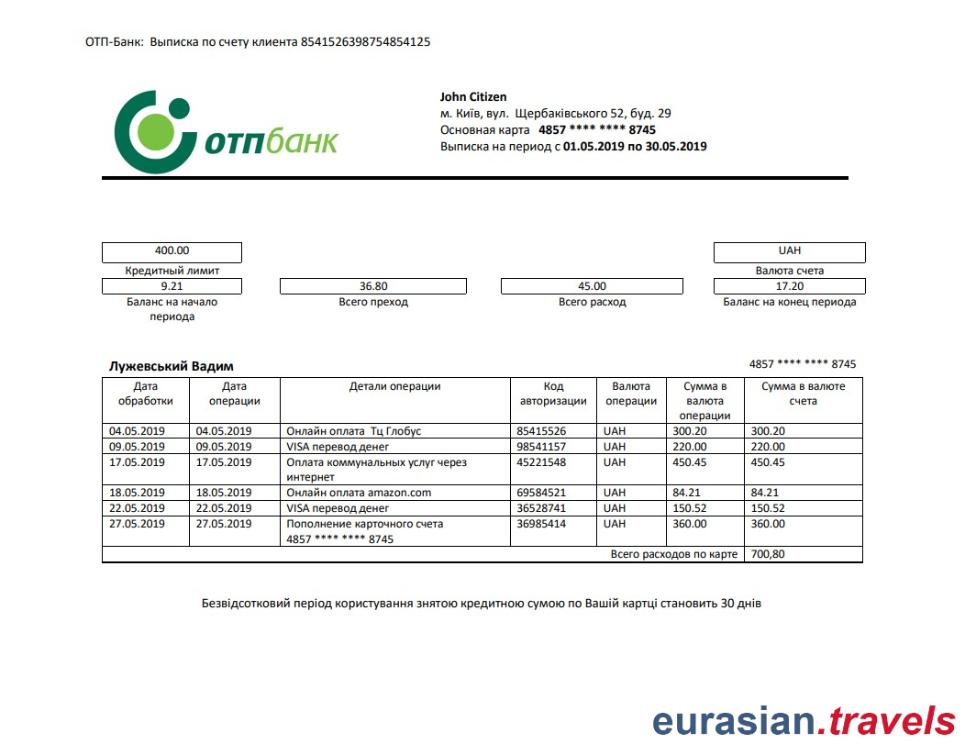 ОТП-Банк: Выписка по счету клиента 8541526398754854125
отпбанк
John Citizen
м. Київ, вул. Щербаківського 52, буд. 29
Основная карта 4857 **** **** 8745
Выписка на период с 01.05.2019 по 30.05.2019
400.00 UAH
Кредитный лимит Валюта счета
9.21 36.80 45.00 17.20
Баланс на начало периода Всего преход Всего расход Баланс на конец периода
Лужевський Вадим 4857 **** **** 8745
Дата обработки Дата операции Детали операции Код авторизации Валюта операции Сумма в валюта операции Сумма в валюте счета
04.05.2019 04.05.2019 Онлайн оплата Тц Глобус 85415526 UAH 300.20 300.20
09.05.2019 09.05.2019 VISA перевод денег 98541157 UAH 220.00 220.00
17.05.2019 17.05.2019 Оплата коммунальных услуг через интернет 45221548 UAH 450.45 450.45
18.05.2019 18.05.2019 Онлайн оплата amazon.com 69584521 UAH 84.21 84.21
22.05.2019 22.05.2019 VISA перевод денег 36528741 UAH 150.52 150.52
27.05.2019 27.05.2019 Пополнение карточного счета 4857 **** **** 8745 36985414 UAH 360.00 360.00
Всего расходов по карте 700,80
Безвідсотковий період користування знятою кредитною сумою по Вашій картці становить 30 днів
eurasian.travels